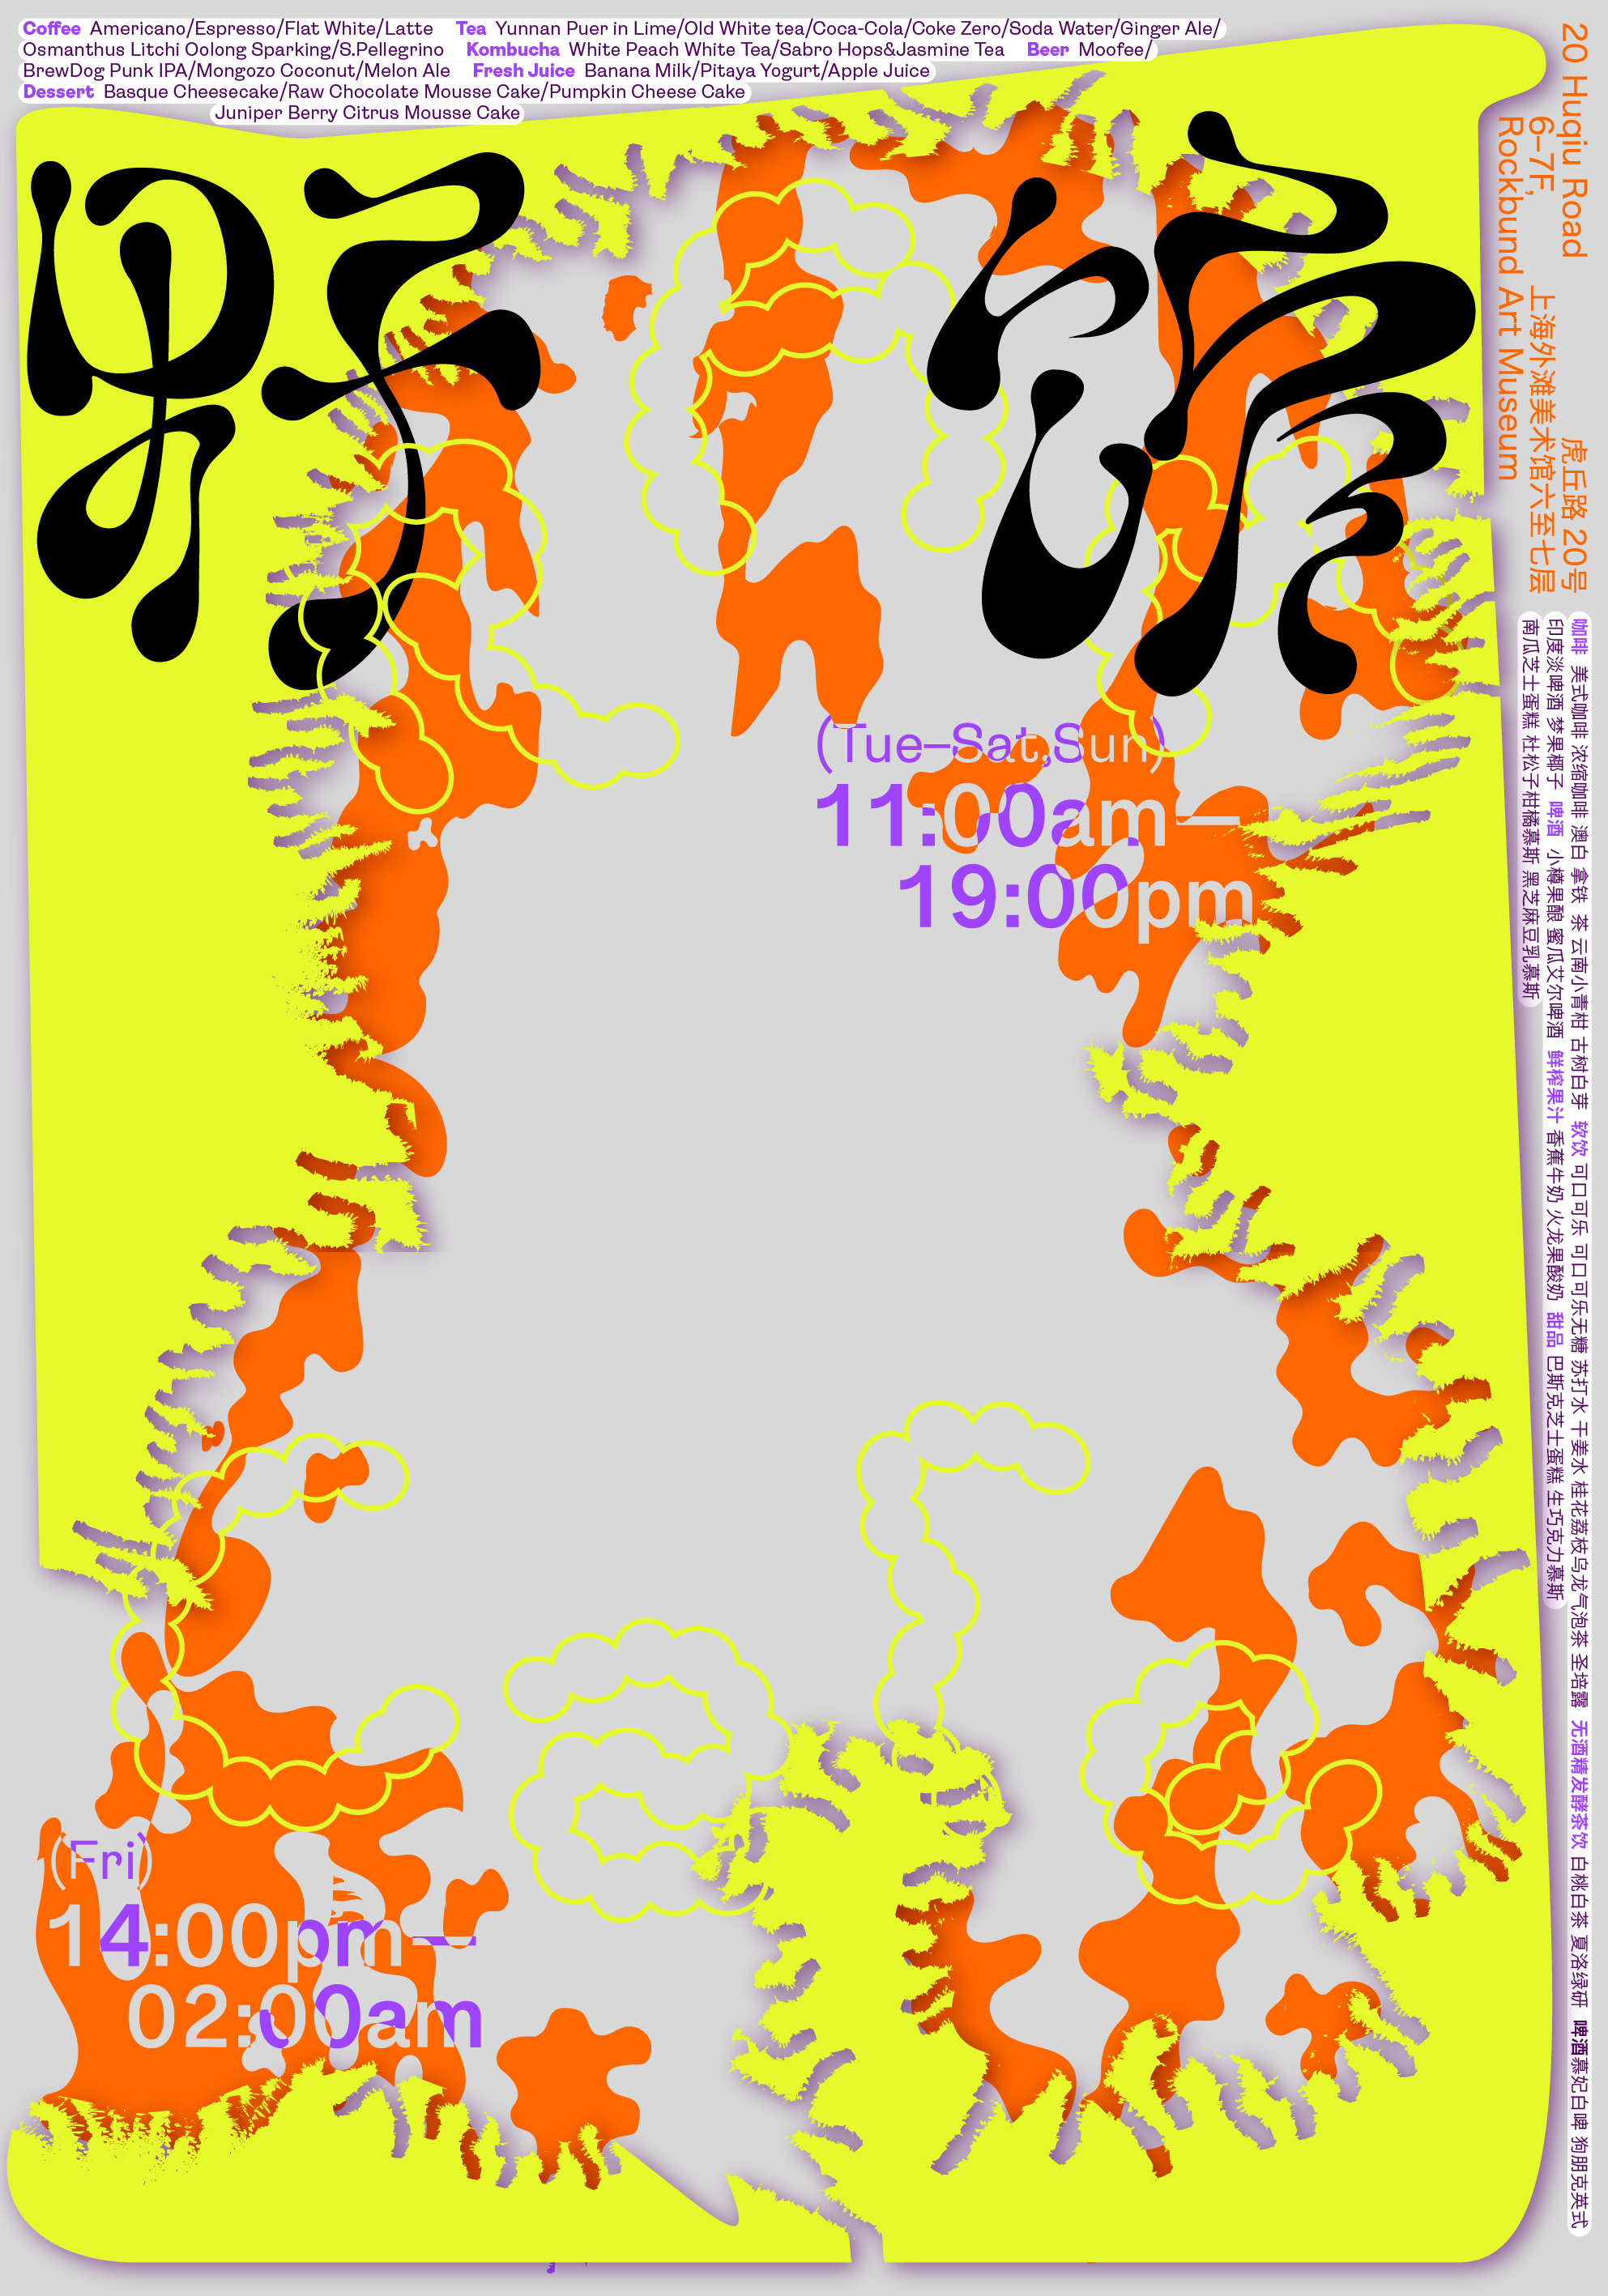 Coffee Americano/Espresso/Flat White/Latte Tea Yunnan Puer in Lime/Old White tea/Coca-Cola/Coke Zero/Soda Water/Ginger Ale/
Osmanthus Litchi Oolong Sparking/S.Pellegrino Kombucha White Peach White Tea/Sabro Hops&Jasmine Tea Beer Moofee/
BrewDog Punk IPA/Mongozo Coconut/Melon Ale Fresh Juice Banana Milk/Pitaya Yogurt/Apple Juice
Dessert Basque Cheesecake/Raw Chocolate Mousse Cake/Pumpkin Cheese Cake
Juniper Berry Citrus Mousse Cake
野馆
20 Huqiu Road
6–7F,
Rockbund Art Museum
虎丘路 20号
上海外滩美术馆六至七层
咖啡 美式咖啡 浓缩咖啡 澳白 拿铁 茶 云南小青柑 古树白芽 软饮 可口可乐 可口可乐无糖 苏打水 干姜水 桂花荔枝乌龙气泡茶 圣培露 无酒精发酵茶饮 白桃白茶 夏洛绿研 啤酒慕妃白啤 狗朋克英式
印度淡啤酒 梦果椰子 啤酒 小樽果酿 蜜瓜艾尔啤酒 鲜榨果汁 香蕉牛奶 火龙果酸奶 甜品 巴斯克芝士蛋糕 生巧克力慕斯
南瓜芝士蛋糕 杜松子柑橘慕斯 黑芝麻豆乳慕斯
(Tue–Sat,Sun)
11:00am—
19:00pm
(Fri)
14:00pm—
02:00am